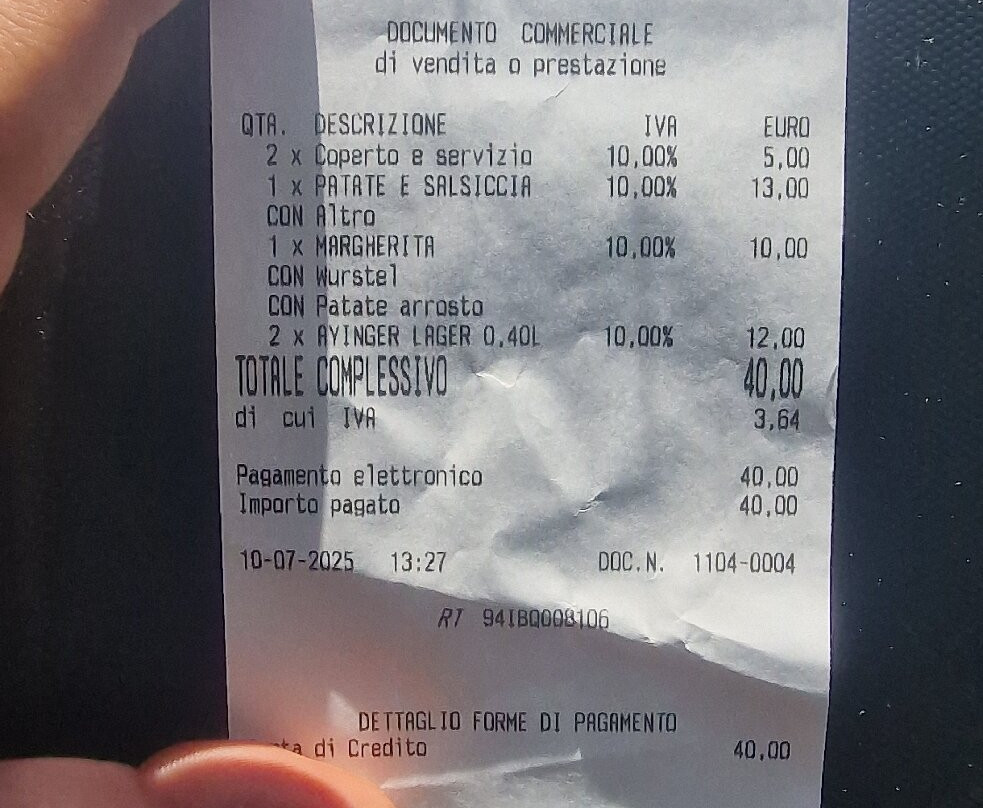 DOCUMENTO COMMERCIALE
di vendita o prestazione
QTA. DESCRIZIONE IVA EURO
2 x Coperto e servizio 10,00% 5,00
1 x PATATE E SALSICCIA 10,00% 13,00
CON Altro
1 x MARGHERITA 10,00% 10,00
CON Wurstel
CON Patate arrosto
2 x AYINGER LAGER 0,40L 10,00% 12,00
TOTALE COMPLESSIVO 40,00
di cui IVA 3,64
Pagamento elettronico 40,00
Importo pagato 40,00
10-07-2025 13:27 DOC.N. 1104-0004
RT 94IBQ008106
DETTAGLIO FORME DI PAGAMENTO
di Credito 40,00